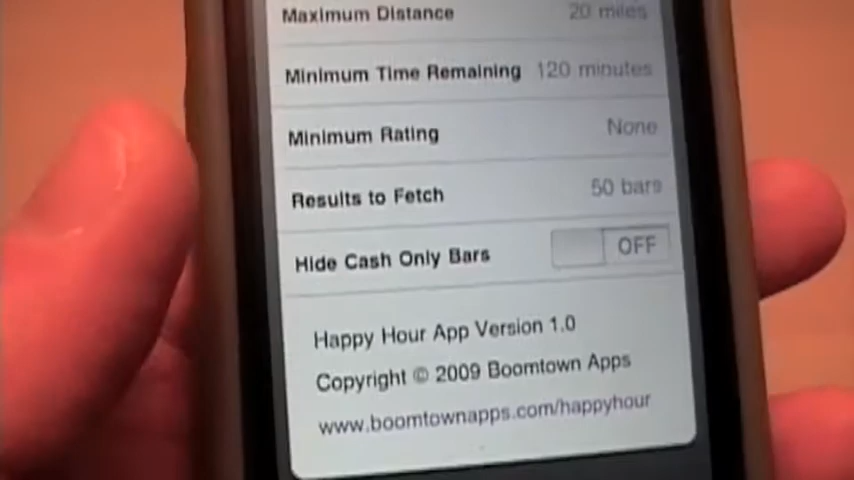 Maximum Distance 20 miles
Minimum Time Remaining 120 minutes
Minimum Rating None
Results to Fetch 50 bars
Hide Cash Only Bars OFF
Happy Hour App Version 1.0
Copyright © 2009 Boomtown Apps
www.boomtownapps.com/happyhour